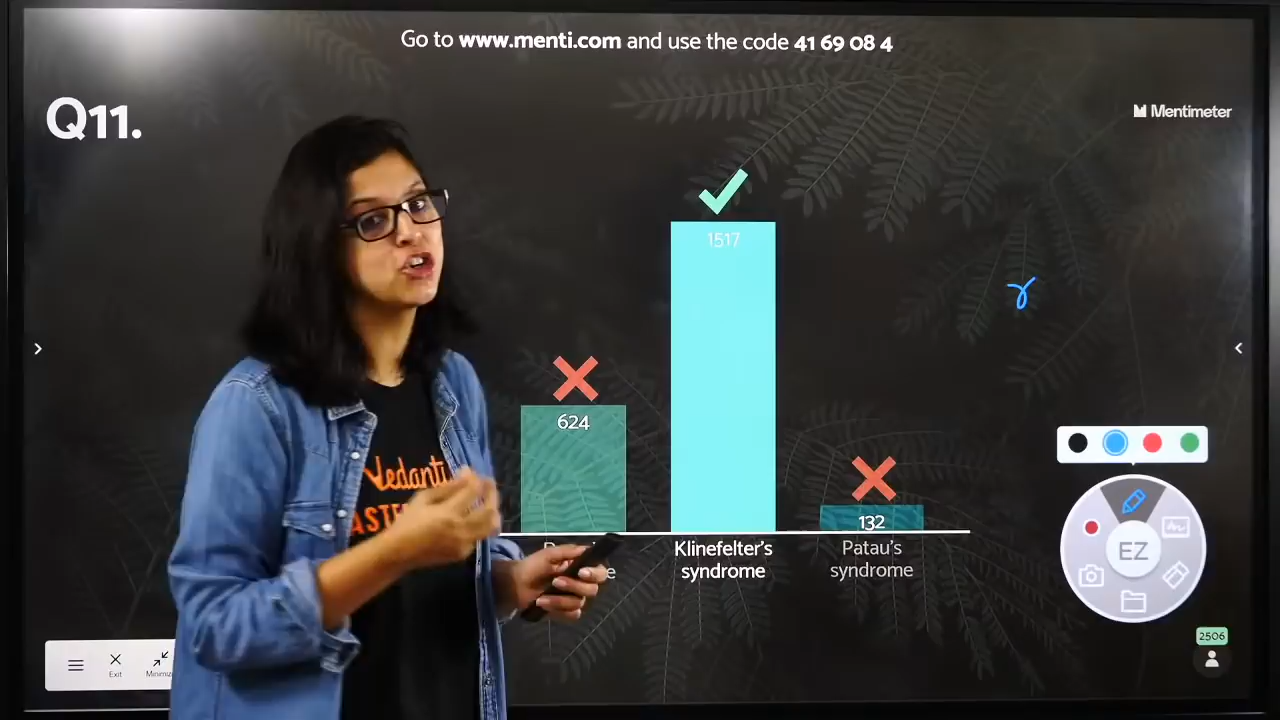 Go to www.menti.com and use the code 41 69 08 4
Q11.
Mentimeter
1517
624
132
Klinefelter's
syndrome
Patau's
syndrome
Vedantu
EZ
2506
Exit